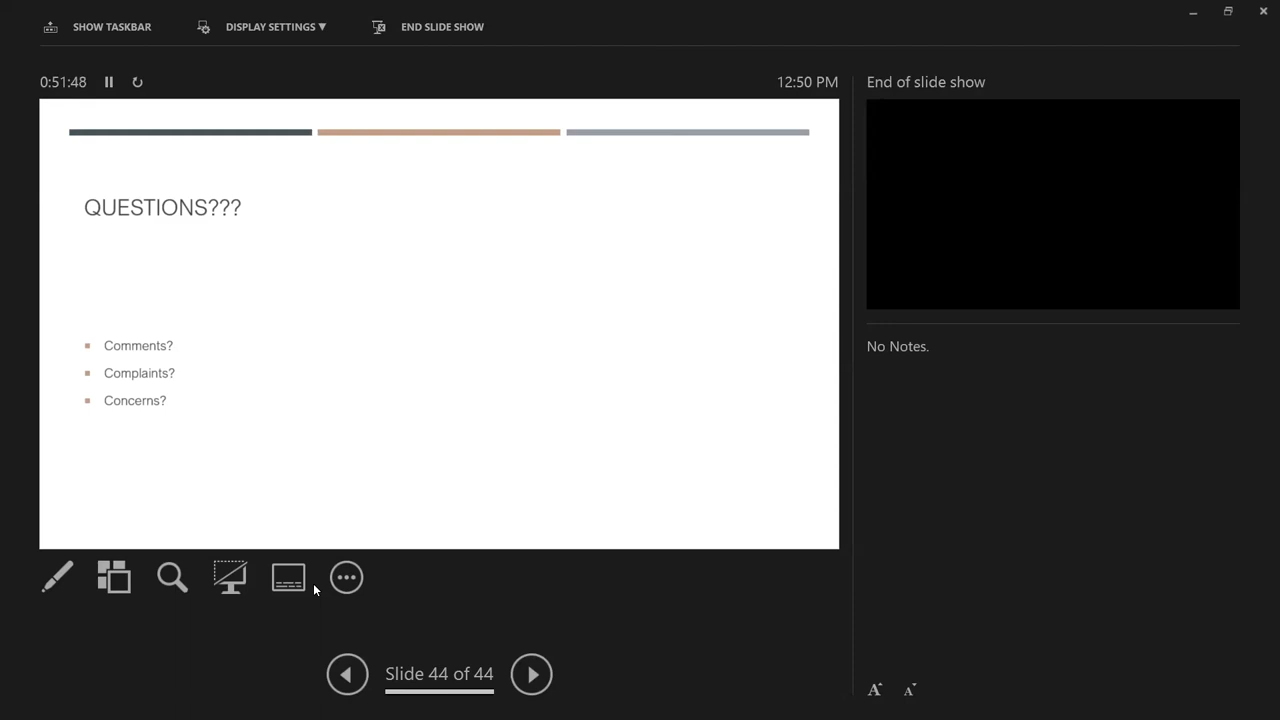 SHOW TASKBAR
DISPLAY SETTINGS ▼
END SLIDE SHOW
0:51:48
12:50 PM
End of slide show
QUESTIONS???
Comments?
Complaints?
Concerns?
No Notes.
Slide 44 of 44
A A